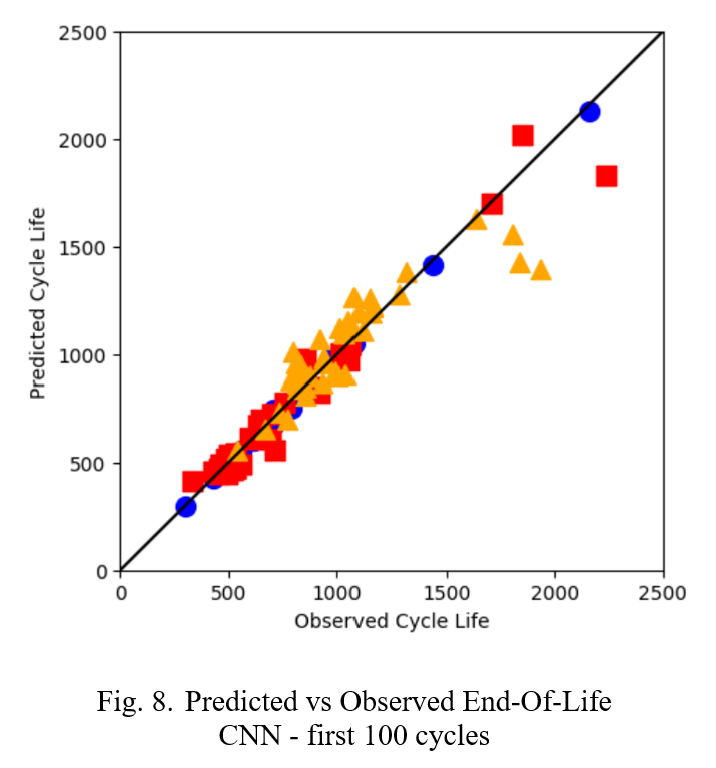 2500
2000
1500
1000
500
0
Predicted Cycle Life
0 500 1000 1500 2000 2500
Observed Cycle Life
Fig. 8. Predicted vs Observed End-Of-Life
CNN - first 100 cycles